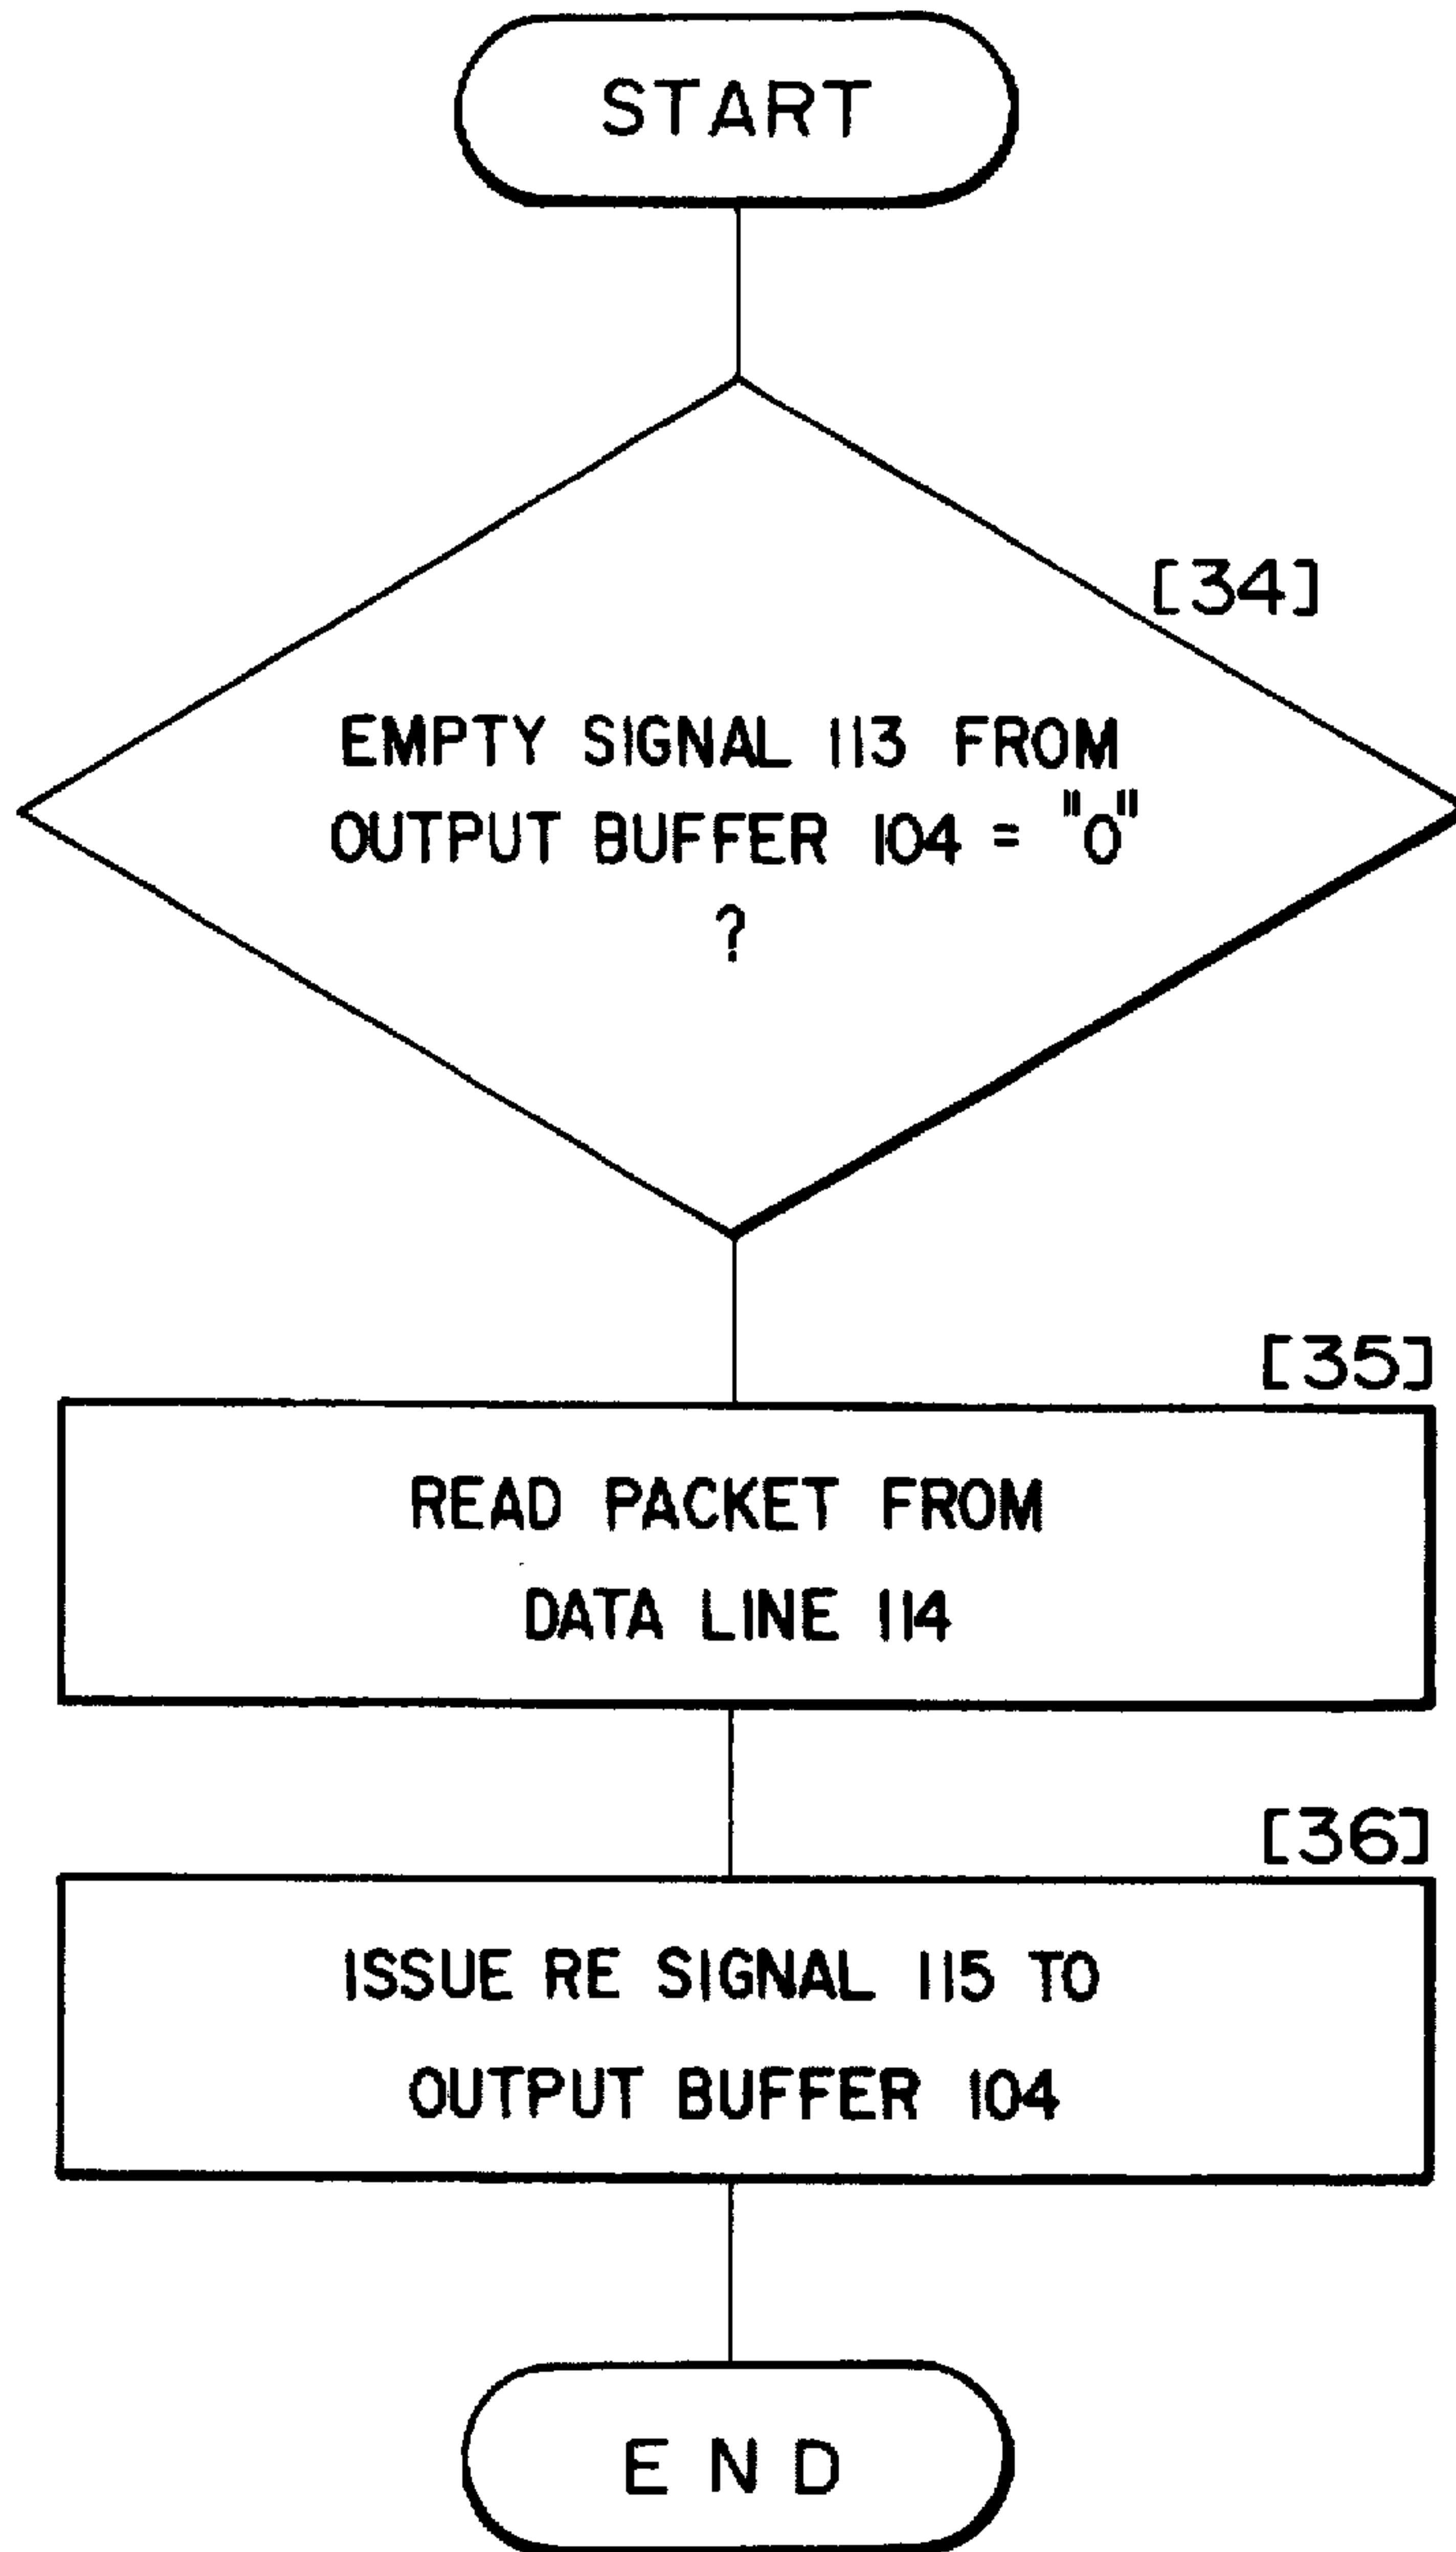 START
[34]
EMPTY SIGNAL 113 FROM
OUTPUT BUFFER 104 = "0"
?
[35]
READ PACKET FROM
DATA LINE 114
[36]
ISSUE RE SIGNAL 115 TO
OUTPUT BUFFER 104
END